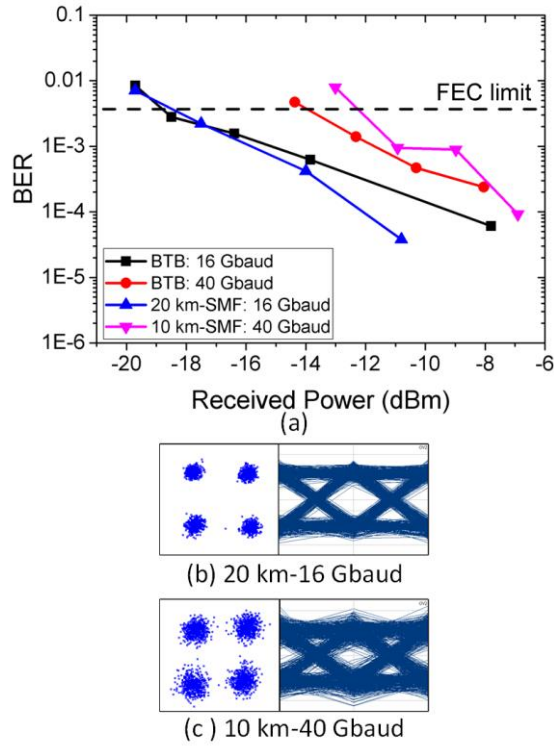 0.1
0.01
1E-3
1E-4
1E-5
1E-6
BER
FEC limit
BTB: 16 Gbaud
BTB: 40 Gbaud
20 km-SMF: 16 Gbaud
10 km-SMF: 40 Gbaud
-20 -18 -16 -14 -12 -10 -8 -6
Received Power (dBm)
(a)
(b) 20 km-16 Gbaud
(c ) 10 km-40 Gbaud